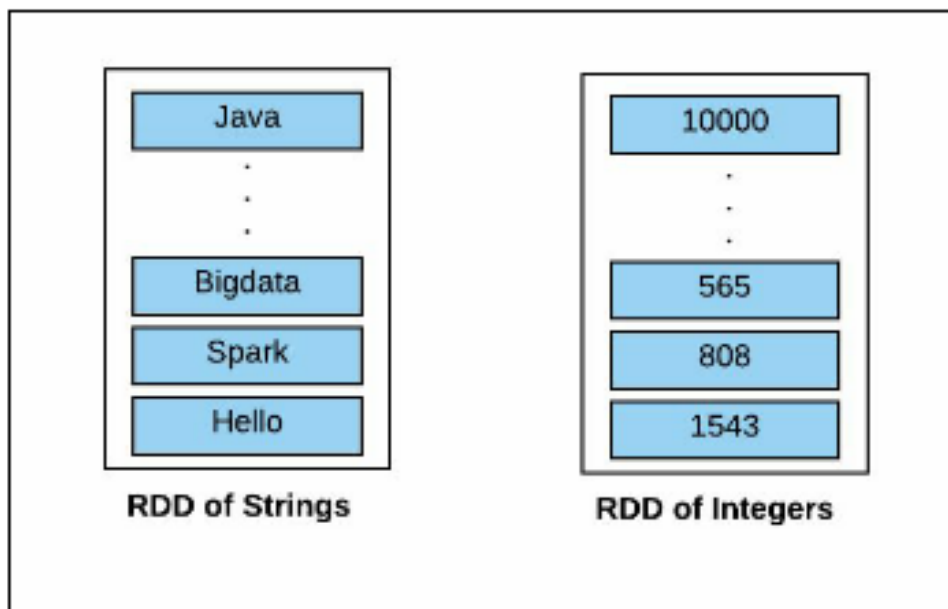 Java
Bigdata
Spark
Hello
RDD of Strings
10000
565
808
1543
RDD of Integers